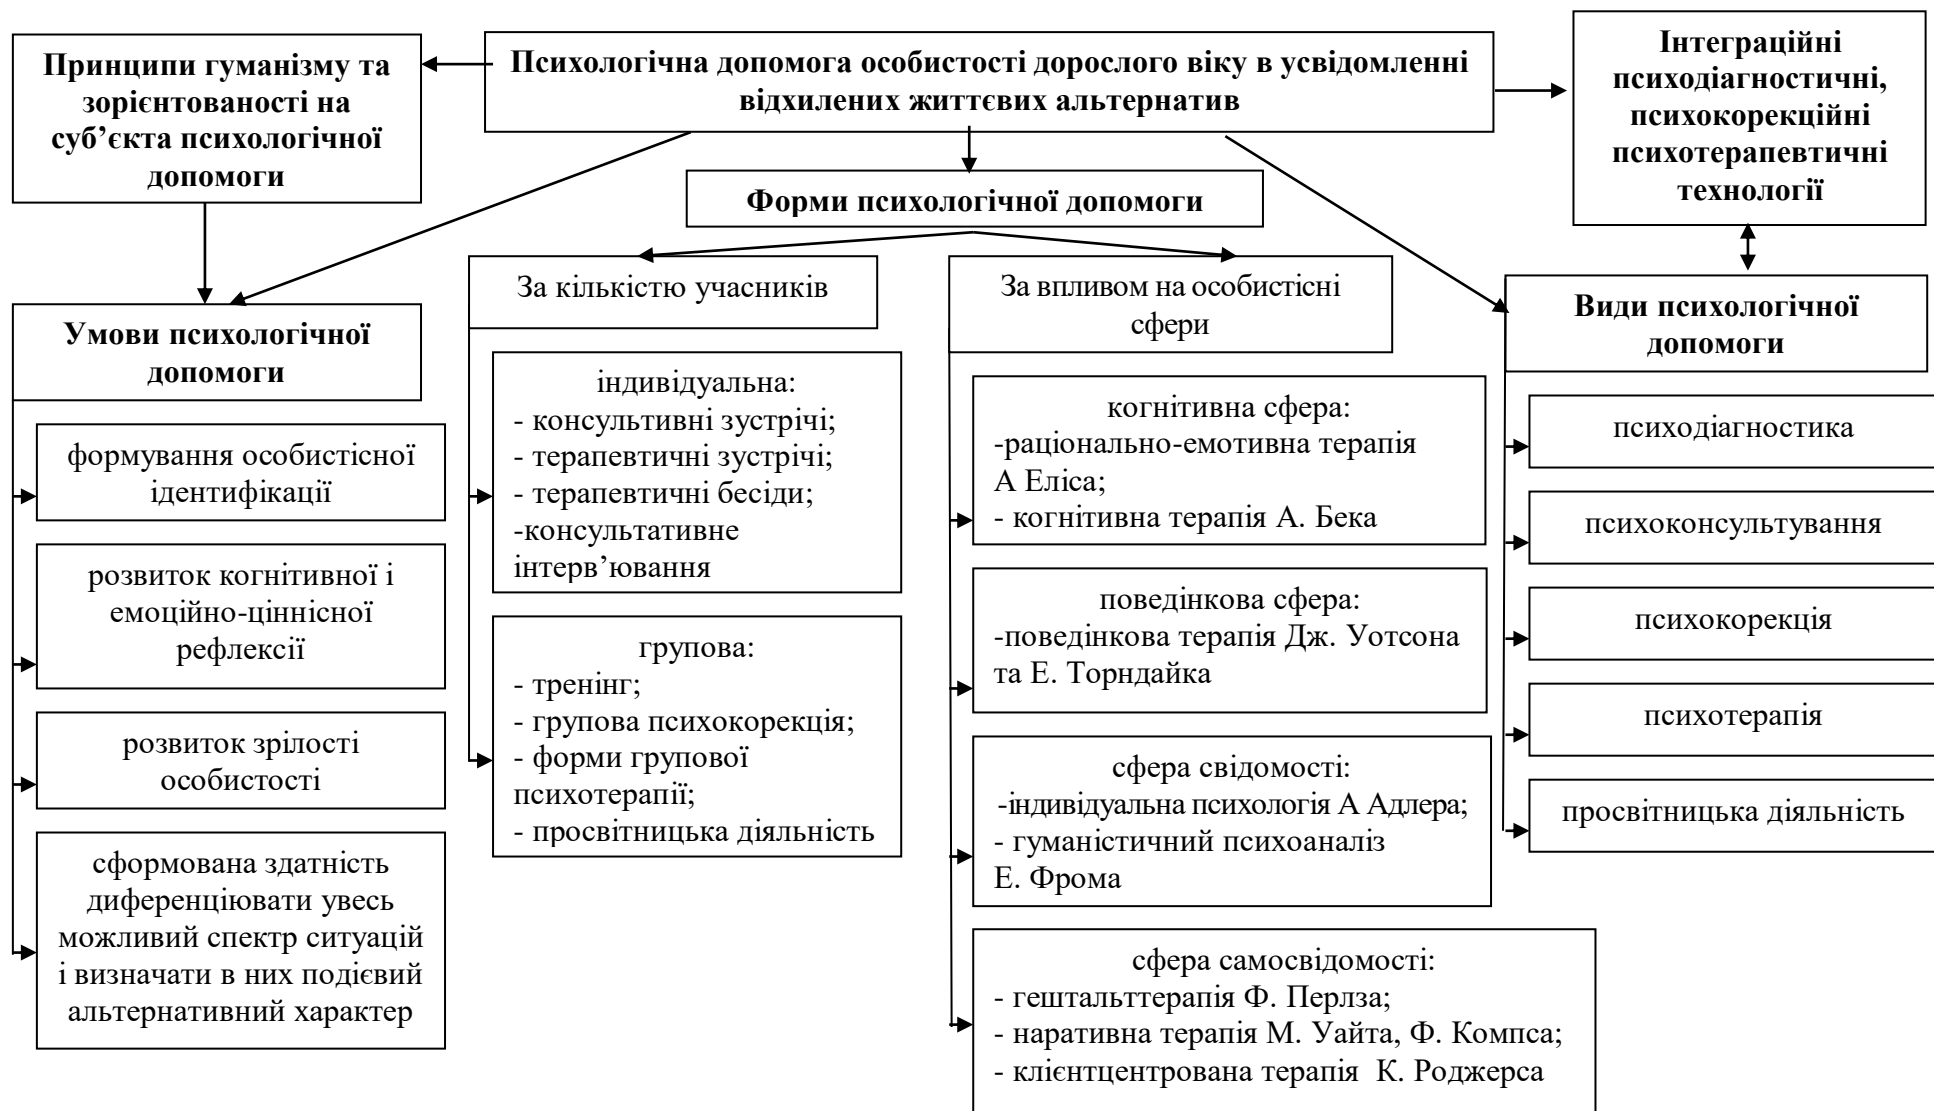 Принципи гуманізму та
зорієнтованості на
суб’єкта психологічної
допомоги
Психологічна допомога особистості дорослого віку в усвідомленні
відхилених життєвих альтернатив
Інтеграційні
психодіагностичні,
психокорекційні
психотерапевтичні
технології
Форми психологічної допомоги
Умови психологічної
допомоги
формування особистісної
ідентифікації
розвиток когнітивної і
емоційно-ціннісної
рефлексії
розвиток зрілості
особистості
сформована здатність
диференціювати увесь
можливий спектр ситуацій
і визначати в них подієвий
альтернативний характер
За кількістю учасників
індивідуальна:
- консультивні зустрічі;
- терапевтичні зустрічі;
- терапевтичні бесіди;
-консультативне
інтерв’ювання
групова:
- тренінг;
- групова психокорекція;
- форми групової
психотерапії;
- просвітницька діяльність
За впливом на особистісні
сфери
когнітивна сфера:
-раціонально-емотивна терапія
А Еліса;
- когнітивна терапія А. Бека
поведінкова сфера:
-поведінкова терапія Дж. Уотсона
та Е. Торндайка
сфера свідомості:
-індивідуальна психологія А Адлера;
- гуманістичний психоаналіз
Е. Фрома
сфера самосвідомості:
- гештальттерапія Ф. Перлза;
- наративна терапія М. Уайта, Ф. Компса;
- клієнтцентрована терапія К. Роджерса
Види психологічної
допомоги
психодіагностика
психоконсультування
психокорекція
психотерапія
просвітницька діяльність